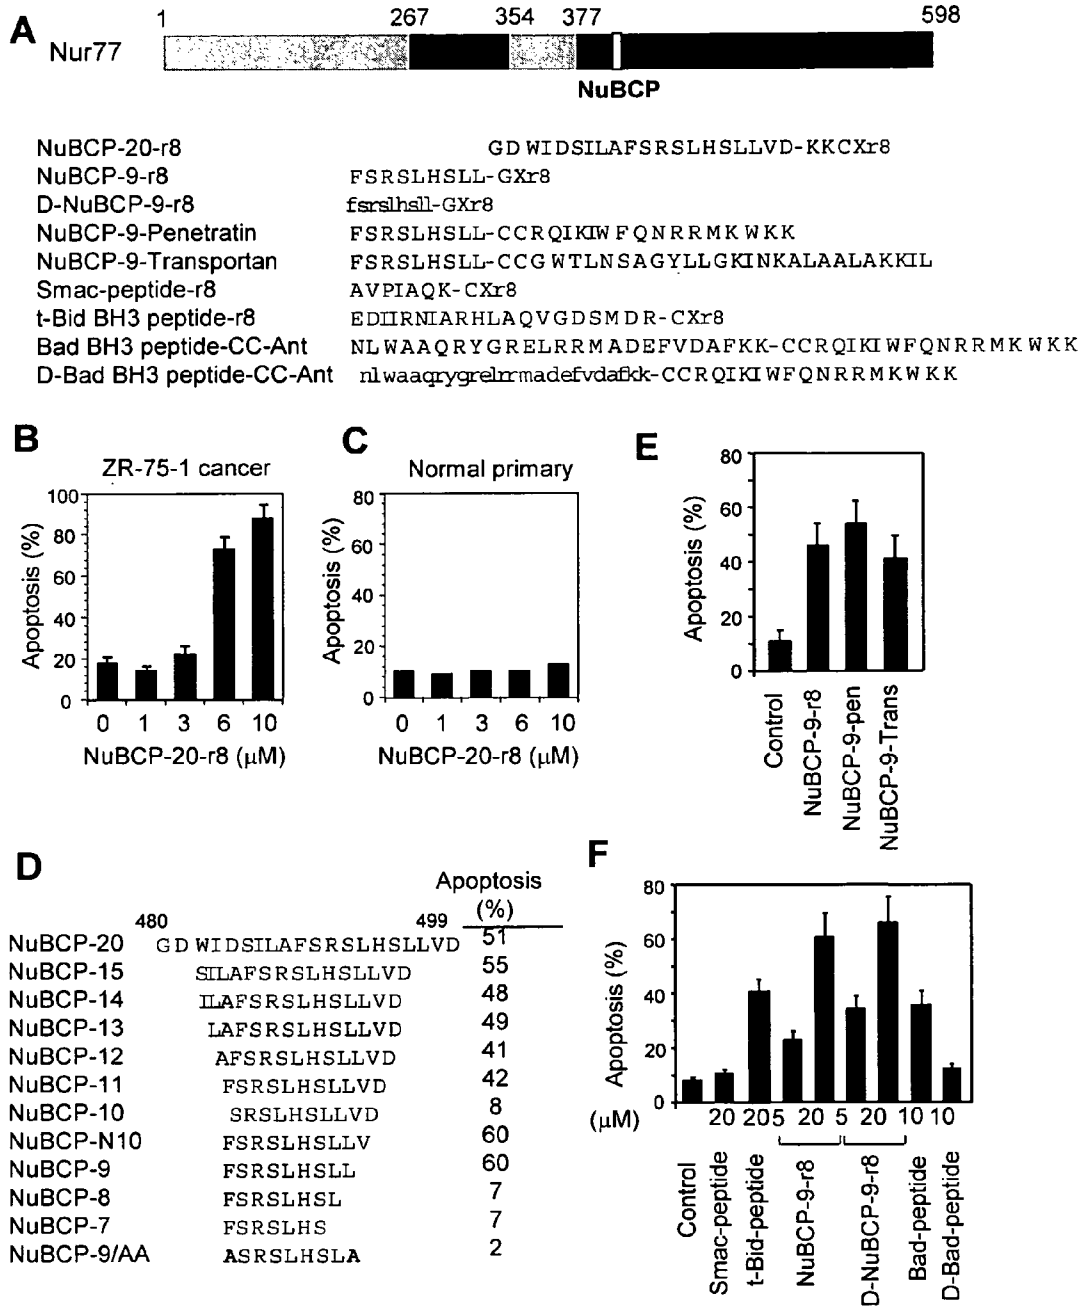 A
1 267 354 377 598
Nur77
NuBCP
NuBCP-20-r8 GDWIDSILAFSRSLHSLLVD-KKCXr8
NuBCP-9-r8 FSRSLHSLL-GXr8
D-NuBCP-9-r8 fsrslhsll-GXr8
NuBCP-9-Penetratin FSRSLHSLL-CCRQIKIWFQNRRMKWKK
NuBCP-9-Transportan FSRSLHSLL-CCGWTLNSAGYLLGKINKALAALAKKIL
Smac-peptide-r8 AVPIAQK-CXr8
t-Bid BH3 peptide-r8 EDIIRNIARHLAQVGDSMDR-CXr8
Bad BH3 peptide-CC-Ant NLWAAQRYGRELRRMADEFVDAFKK-CCRQIKIWFQNRRMKWKK
D-Bad BH3 peptide-CC-Ant nlwaaqrygrelrrmadefvdafkk-CCRQIKIWFQNRRMKWKK
B
ZR-75-1 cancer
Apoptosis (%)
100
80
60
40
20
0
0 1 3 6 10
NuBCP-20-r8 (μM)
C
Normal primary
Apoptosis (%)
80
60
40
20
0
0 1 3 6 10
NuBCP-20-r8 (μM)
E
Apoptosis (%)
80
60
40
20
0
Control
NuBCP-9-r8
NuBCP-9-pen
NuBCP-9-Trans
D
Apoptosis
(%)
480 499
NuBCP-20 GDWIDSILAFSRSLHSLLVD 51
NuBCP-15 SILAFSRSLHSLLVD 55
NuBCP-14 ILAFSRSLHSLLVD 48
NuBCP-13 LAFSRSLHSLLVD 49
NuBCP-12 AFSRSLHSLLVD 41
NuBCP-11 FSRSLHSLLVD 42
NuBCP-10 SRSLHSLLVD 8
NuBCP-N10 FSRSLHSLLV 60
NuBCP-9 FSRSLHSLL 60
NuBCP-8 FSRSLHSL 7
NuBCP-7 FSRSLHS 7
NuBCP-9/AA ASRSLHSLA 2
F
Apoptosis (%)
80
60
40
20
0
(μM) 20 20 5 20 5 20 10 10
Control
Smac-peptide
t-Bid-peptide
NuBCP-9-r8
D-NuBCP-9-r8
Bad-peptide
D-Bad-peptide